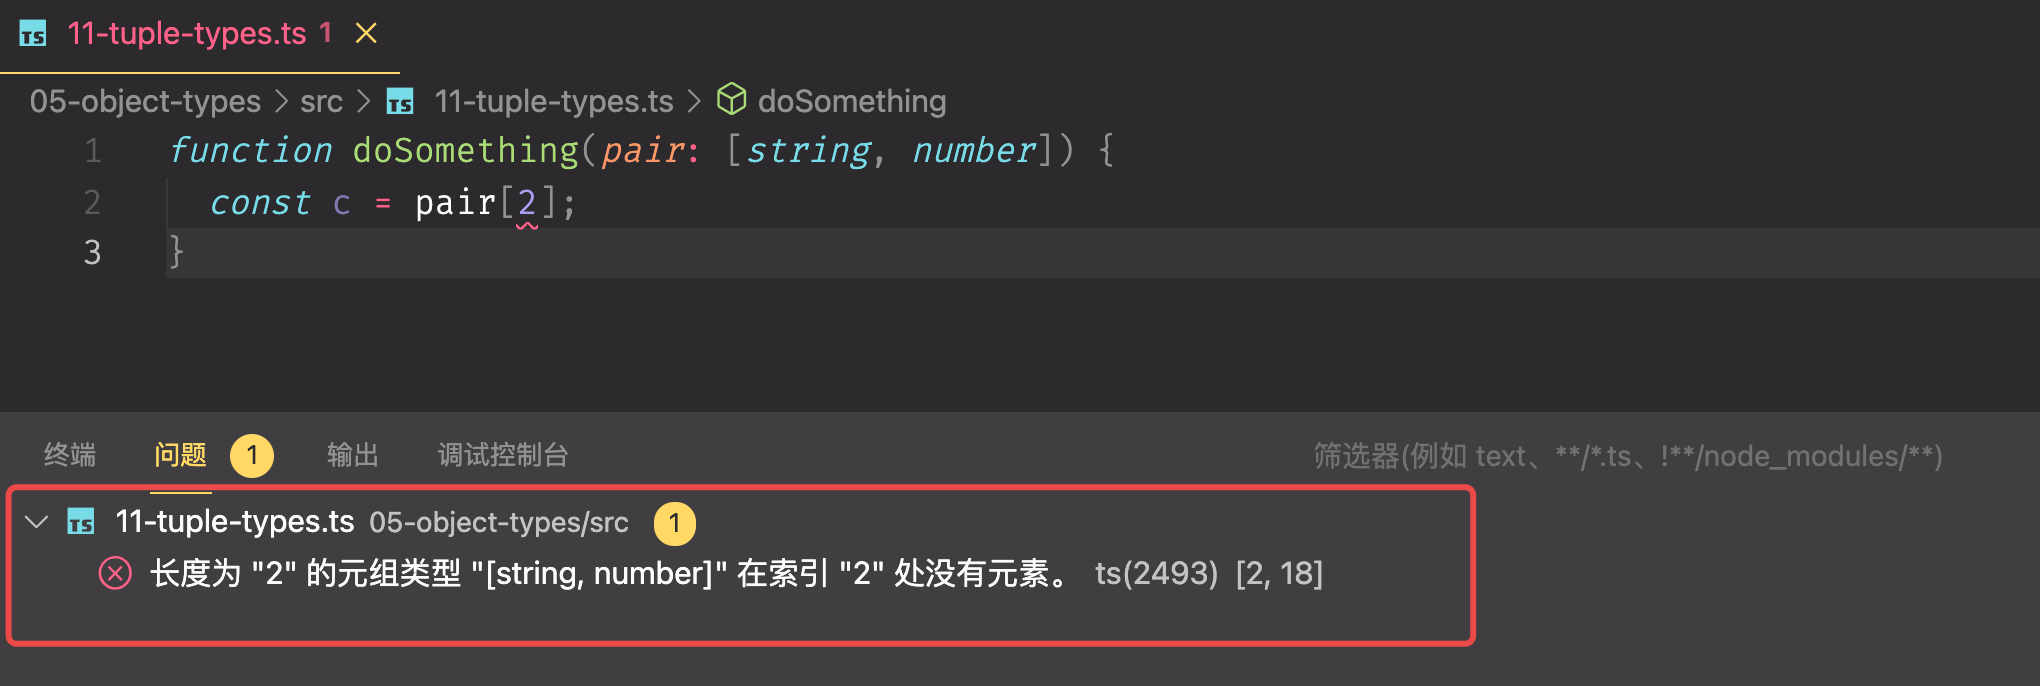 TS 11-tuple-types.ts 1
05-object-types > src > TS 11-tuple-types.ts > doSomething
1 function doSomething(pair: [string, number]) {
2 const c = pair[2];
3 }
终端 问题 1 输出 调试控制台 筛选器(例如 text、**/*.ts、!**/node_modules/**)
TS 11-tuple-types.ts 05-object-types/src 1
长度为 "2" 的元组类型 "[string, number]" 在索引 "2" 处没有元素。 ts(2493) [2, 18]